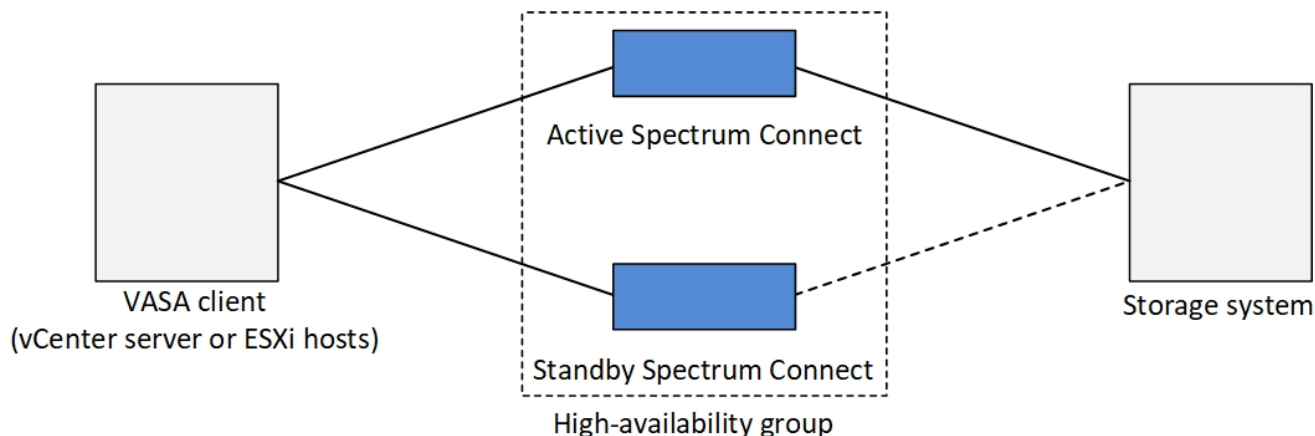 Active Spectrum Connect
VASA client
(vCenter server or ESXi hosts)
Storage system
Standby Spectrum Connect
High-availability group